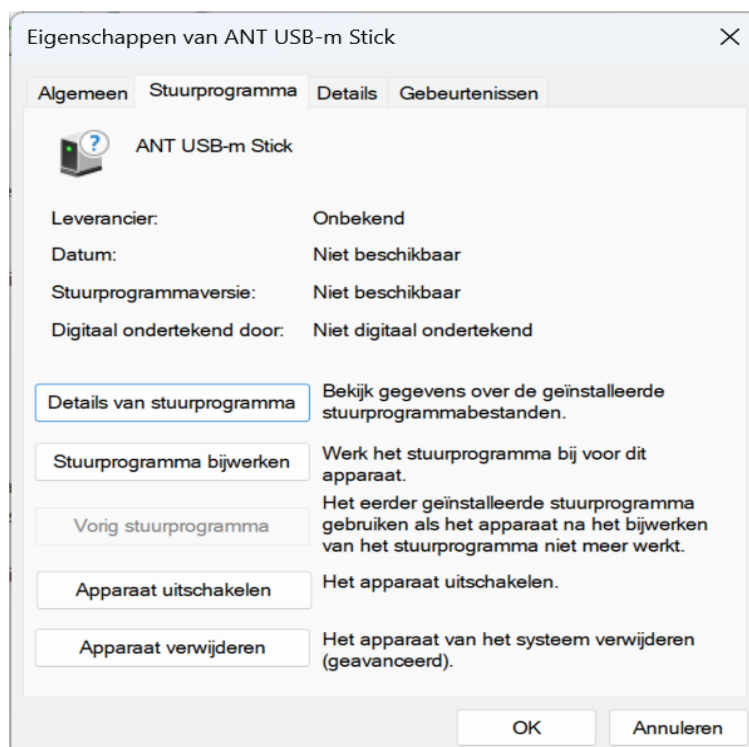 Eigenschappen van ANT USB-m Stick
Algemeen Stuurprogramma Details Gebeurtenissen
ANT USB-m Stick
Leverancier: Onbekend
Datum: Niet beschikbaar
Stuurprogrammaversie: Niet beschikbaar
Digitaal ondertekend door: Niet digitaal ondertekend
Details van stuurprogramma
Bekijk gegevens over de geïnstalleerde
stuurprogrammabestanden.
Stuurprogramma bijwerken
Werk het stuurprogramma bij voor dit
apparaat.
Vorig stuurprogramma
Het eerder geïnstalleerde stuurprogramma
gebruiken als het apparaat na het bijwerken
van het stuurprogramma niet meer werkt.
Apparaat uitschakelen
Het apparaat uitschakelen.
Apparaat verwijderen
Het apparaat van het systeem verwijderen
(geavanceerd).
OK Annuleren